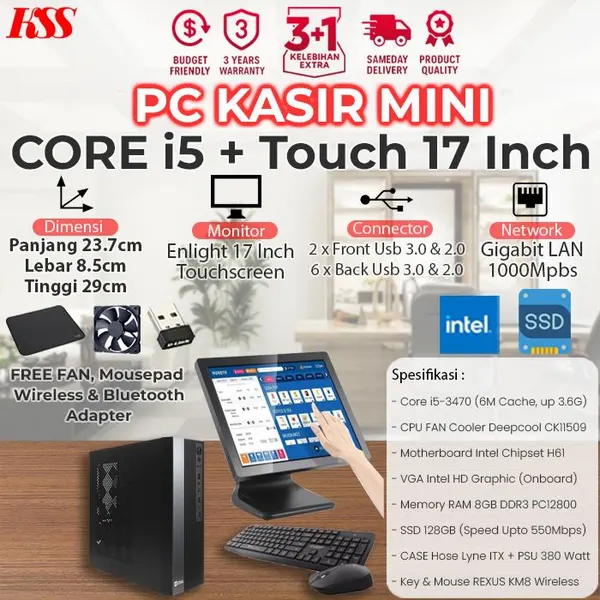 KSS
BUDGET
FRIENDLY
3
3 YEARS
WARRANTY
3+1
KELEBIHAN
EXTRA
SAMEDAY
DELIVERY
PRODUCT
QUALITY
PC KASIR MINI
CORE i5 + Touch 17 Inch
Dimensi
Panjang 23.7cm
Lebar 8.5cm
Tinggi 29cm
Monitor
Enlight 17 Inch
Touchscreen
Connector
2 x Front Usb 3.0 & 2.0
6 x Back Usb 3.0 & 2.0
Network
Gigabit LAN
1000Mpbs
FREE FAN, Mousepad
Wireless & Bluetooth
Adapter
intel
SSD
Spesifikasi :
- Core i5-3470 (6M Cache, up 3.6G)
- CPU FAN Cooler Deepcool CK11509
- Motherboard Intel Chipset H61
- VGA Intel HD Graphic (Onboard)
- Memory RAM 8GB DDR3 PC12800
- SSD 128GB (Speed Upto 550Mbps)
- CASE Hose Lyne ITX + PSU 380 Watt
- Key & Mouse REXUS KM8 Wireless